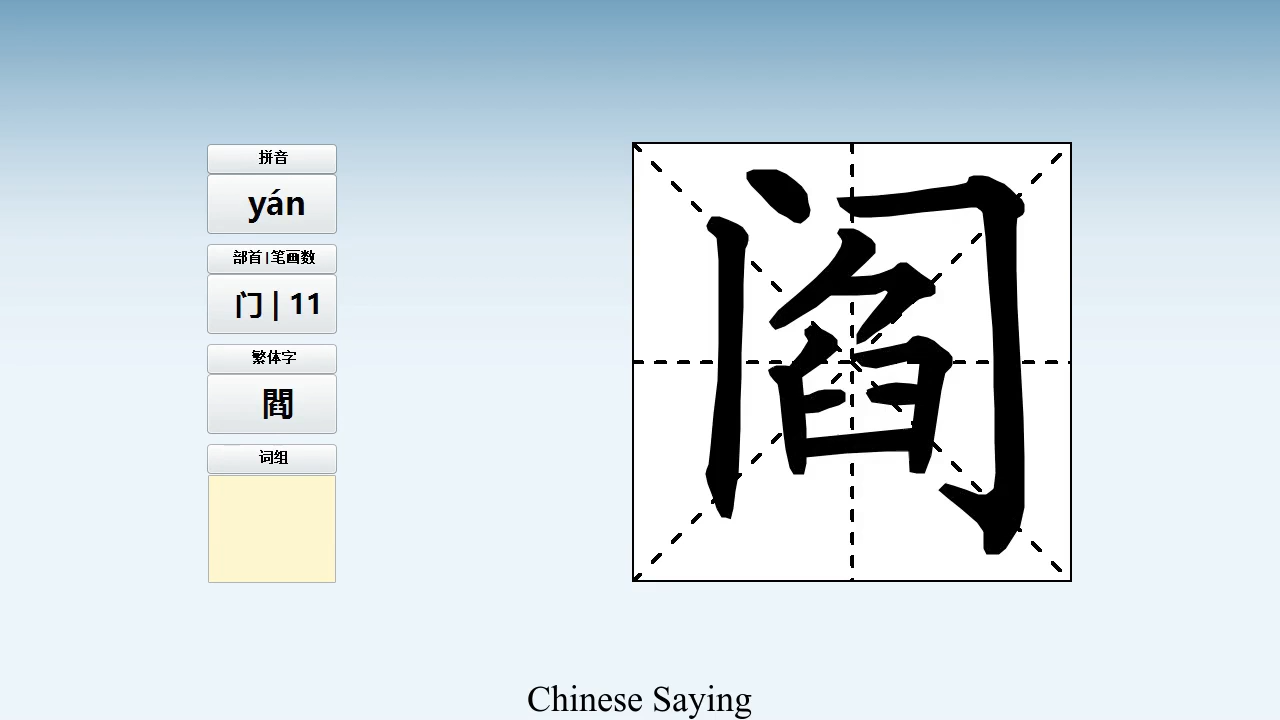 拼音
yán
部首|笔画数
门 | 11
繁体字
閻
词组
阎
Chinese Saying